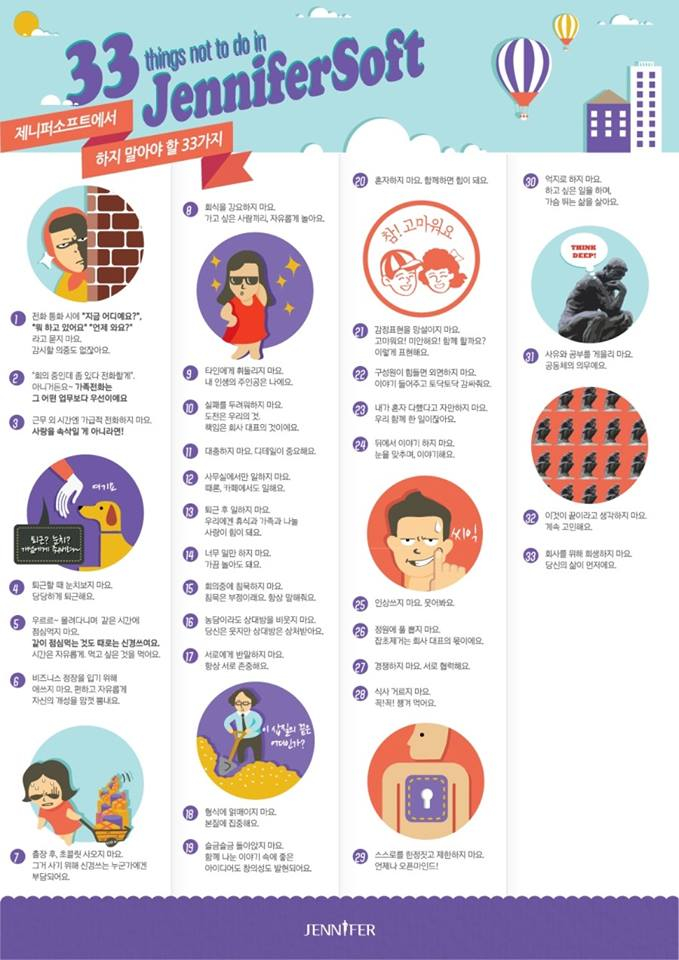 33 things not to do in
JenniferSoft
제니퍼소프트에서
하지 말아야 할 33가지
1 전화 통화 시에 "지금 어디예요?",
"뭐 하고 있어요" "언제 와요?"
라고 묻지 마요.
감시할 의중도 없잖아요.
2 "회의 중인데 좀 있다 전화할게".
아니거든요~ 가족전화는
그 어떤 업무보다 우선이에요
3 근무 외 시간엔 가급적 전화하지 마요.
사랑을 속삭일 게 아니라면!
여기요
퇴근? 눈치?
4 퇴근할 때 눈치보지 마요.
당당하게 퇴근해요.
5 우르르~ 몰려다니며 같은 시간에
점심먹지 마요.
같이 점심먹는 것도 때로는 신경쓰여요.
시간은 자유롭게. 먹고 싶은 것을 먹어요.
6 비즈니스 정장을 입기 위해
애쓰지 마요. 편하고 자유롭게
자신의 개성을 맘껏 뽐내요.
7 출장 후, 초콜릿 사오지 마요.
그거 사기 위해 신경쓰는 누군가에겐
부담되어요.
8 회식을 강요하지 마요.
가고 싶은 사람끼리, 자유롭게 놀아요.
9 타인에게 휘둘리지 마요.
내 인생의 주인공은 나에요.
10 실패를 두려워하지 마요.
도전은 우리의 것.
책임은 회사 대표의 것이에요.
11 대충하지 마요. 디테일이 중요해요.
12 사무실에서만 일하지 마요.
때론, 카페에서도 일해요.
13 퇴근 후 일하지 마요.
우리에겐 휴식과 가족과 나눌
사랑이 힘이 돼요.
14 너무 일만 하지 마요.
가끔 놀아도 돼요.
15 회의중에 침묵하지 마요.
침묵은 부정이래요. 항상 말해줘요.
16 농담이라도 상대방을 비웃지 마요.
당신은 웃지만 상대방은 상처받아요.
17 서로에게 반말하지 마요.
항상 서로 존중해요.
이 삽질의 끝은
어디인가?
18 형식에 얽매이지 마요.
본질에 집중해요.
19 슬금슬금 돌아앉지 마요.
함께 나눈 이야기 속에 좋은
아이디어도 창의성도 발현되어요.
20 혼자하지 마요. 함께하면 힘이 돼요.
참! 고마워요
21 감정표현을 망설이지 마요.
고마워요! 미안해요! 함께 할까요?
이렇게 표현해요.
22 구성원이 힘들면 외면하지 마요.
이야기 들어주고 토닥토닥 감싸줘요.
23 내가 혼자 다했다고 자만하지 마요.
우리 함께 한 일이잖아요.
24 뒤에서 이야기 하지 마요.
눈을 맞추며, 이야기해요.
씨익
25 인상쓰지 마요. 웃어봐요.
26 정원에 풀 뽑지 마요.
잡초제거는 회사 대표의 몫이에요.
27 경쟁하지 마요. 서로 협력해요.
28 식사 거르지 마요.
꼭!꼭! 챙겨 먹어요.
29 스스로를 한정짓고 제한하지 마요.
언제나 오픈마인드!
30 억지로 하지 마요.
하고 싶은 일을 하며,
가슴 뛰는 삶을 살아요.
THINK
DEEP!
31 사유와 공부를 게을리 마요.
공동체의 의무예요.
32 이것이 끝이라고 생각하지 마요.
계속 고민해요.
33 회사를 위해 희생하지 마요.
당신의 삶이 먼저예요.
JENNIFER